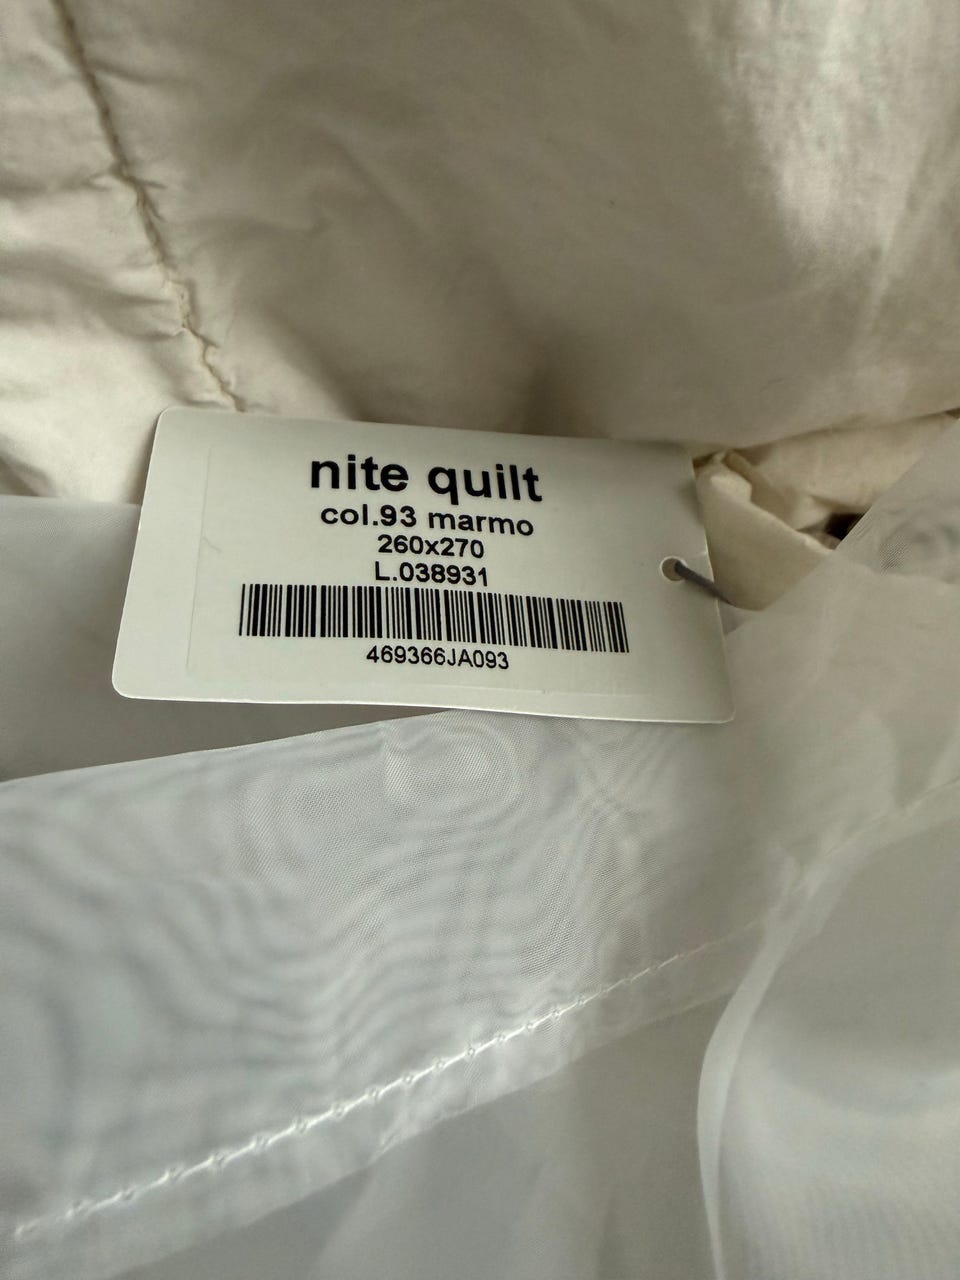 nite quilt
col.93 marmo
260x270
L.038931
469366JA093